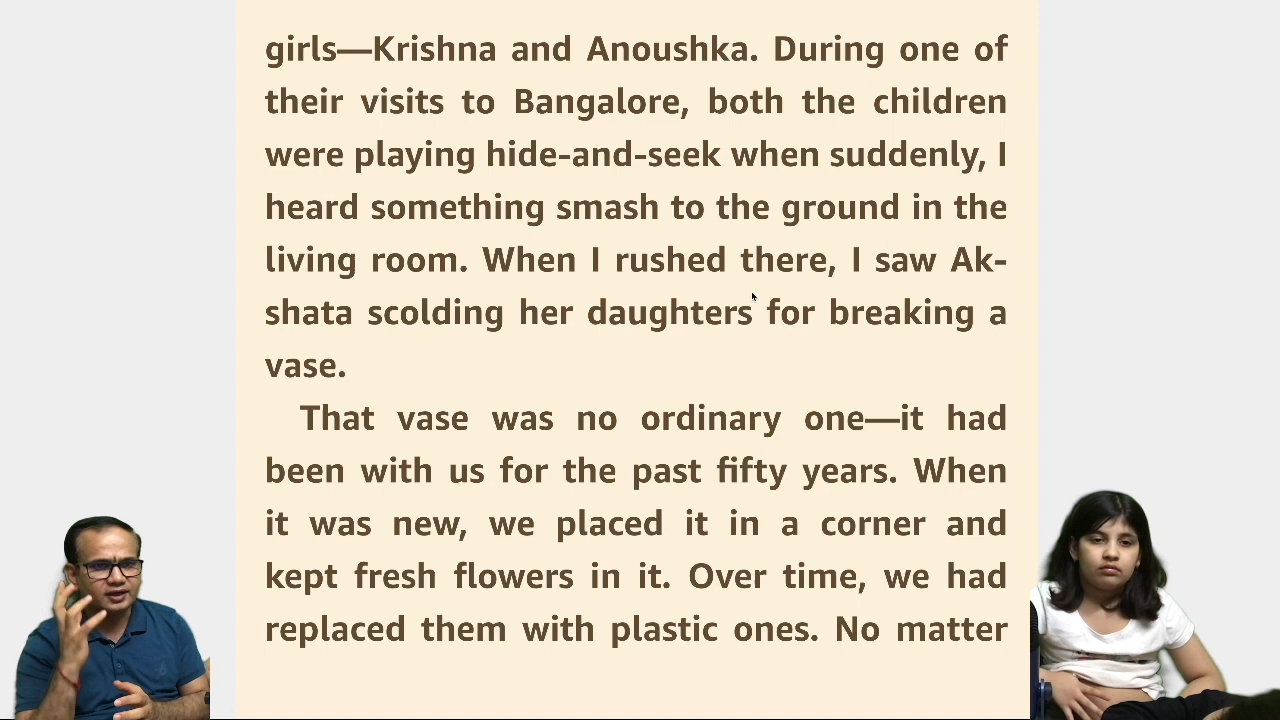 girls—Krishna and Anoushka. During one of
their visits to Bangalore, both the children
were playing hide-and-seek when suddenly, I
heard something smash to the ground in the
living room. When I rushed there, I saw Ak-
shata scolding her daughters for breaking a
vase.
That vase was no ordinary one—it had
been with us for the past fifty years. When
it was new, we placed it in a corner and
kept fresh flowers in it. Over time, we had
replaced them with plastic ones. No matter